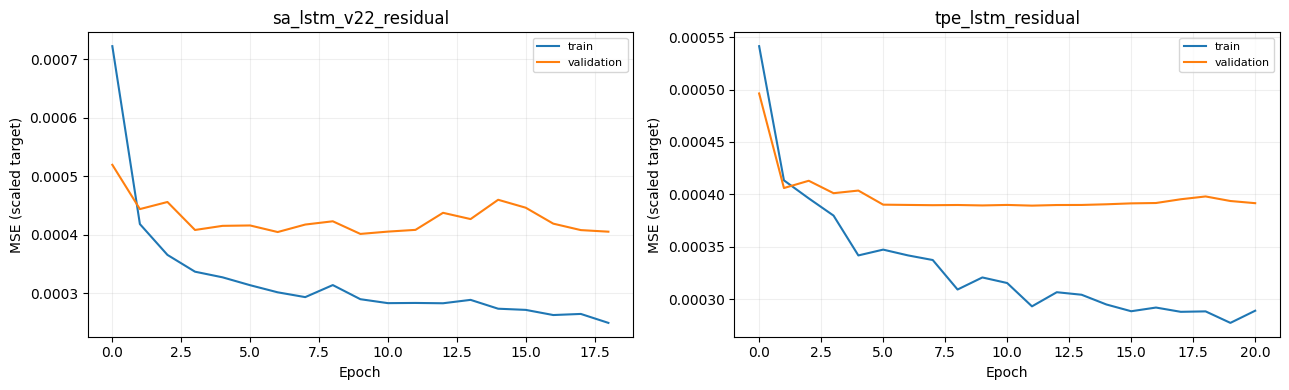 sa_lstm_v22_residual
train
validation
MSE (scaled target)
0.0007
0.0006
0.0005
0.0004
0.0003
0.0 2.5 5.0 7.5 10.0 12.5 15.0 17.5
Epoch
tpe_lstm_residual
train
validation
MSE (scaled target)
0.00055
0.00050
0.00045
0.00040
0.00035
0.00030
0.0 2.5 5.0 7.5 10.0 12.5 15.0 17.5 20.0
Epoch